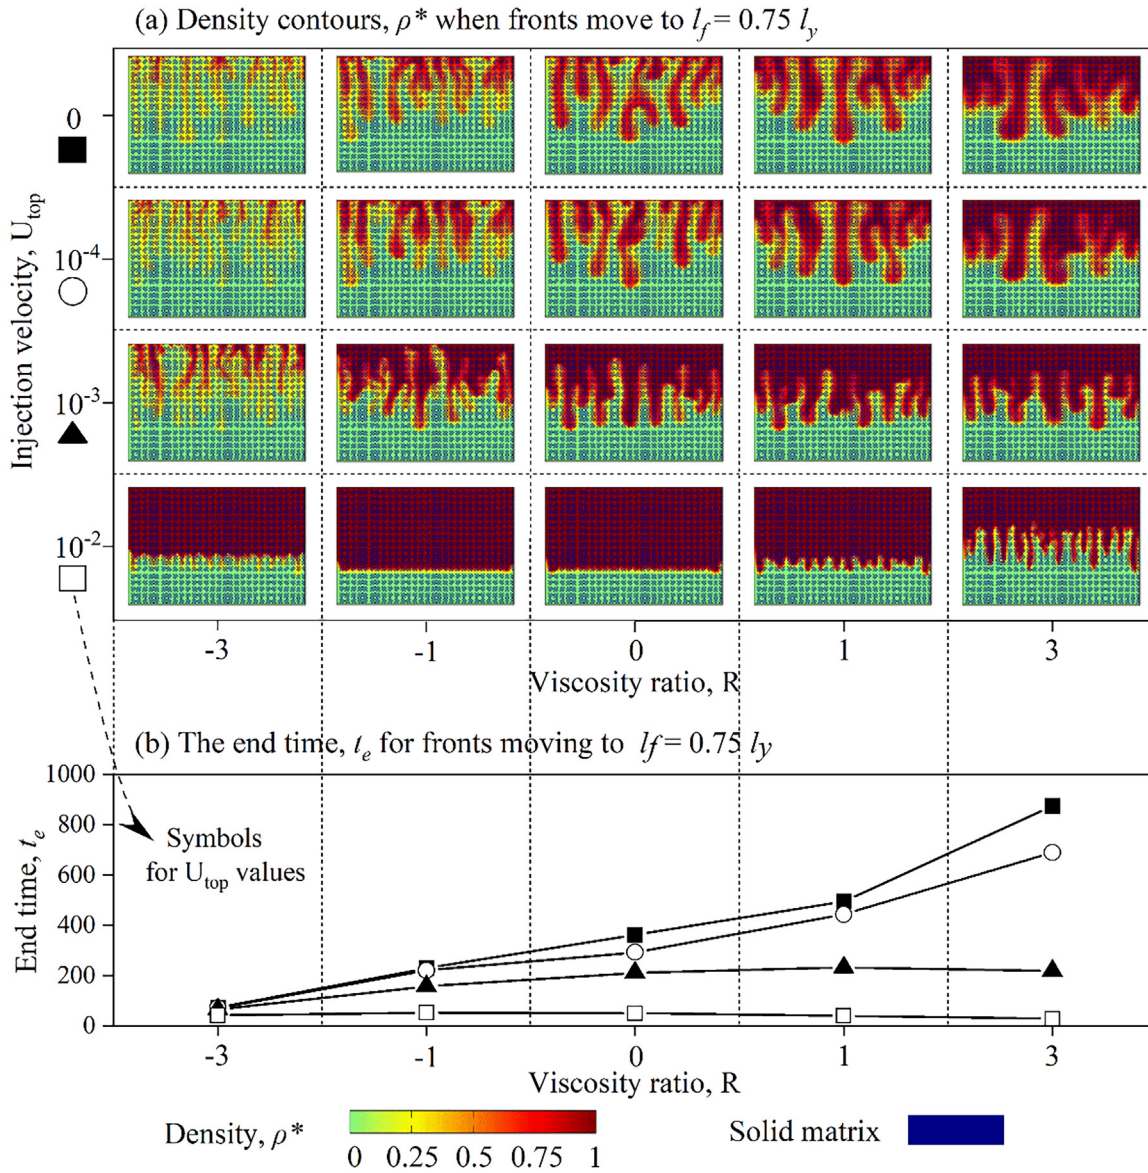 (a) Density contours, ρ* when fronts move to l_f = 0.75 l_y
Injection velocity, U_top
0
10^-4
10^-3
10^-2
-3 -1 0 1 3
Viscosity ratio, R
(b) The end time, t_e for fronts moving to lf = 0.75 ly
End time, t_e
1000
800
600
400
200
0
Symbols
for U_top values
-3 -1 0 1 3
Viscosity ratio, R
Density, ρ*
0 0.25 0.5 0.75 1
Solid matrix